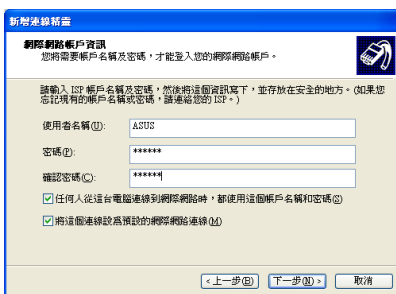 新增連線精靈
網際網路帳戶資訊
您將需要帳戶名稱及密碼，才能登入您的網際網路帳戶。
請輸入 ISP 帳戶名稱及密碼，然後將這個資訊寫下，並存放在安全的地方。(如果您
忘記現有的帳戶名稱或密碼，請連絡您的 ISP。)
使用者名稱(U): ASUS
密碼(P): ******
確認密碼(C): ******
任何人從這台電腦連線到網際網路時，都使用這個帳戶名稱和密碼(S)
將這個連線設為預設的網際網路連線(M)
<上一步(B) 下一步(N)> 取消